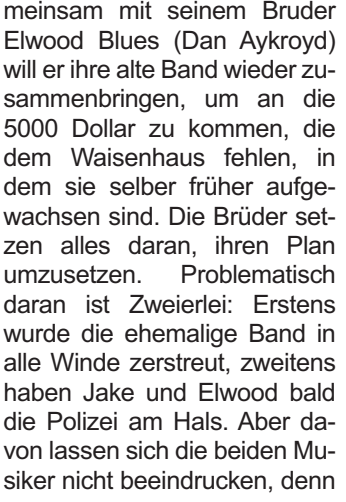 meinsam mit seinem Bruder
Elwood Blues (Dan Aykroyd)
will er ihre alte Band wieder zu-
sammenbringen, um an die
5000 Dollar zu kommen, die
dem Waisenhaus fehlen, in
dem sie selber früher aufge-
wachsen sind. Die Brüder set-
zen alles daran, ihren Plan
umzusetzen. Problematisch
daran ist Zweierlei: Erstens
wurde die ehemalige Band in
alle Winde zerstreut, zweitens
haben Jake und Elwood bald
die Polizei am Hals. Aber da-
von lassen sich die beiden Mu-
siker nicht beeindrucken, denn